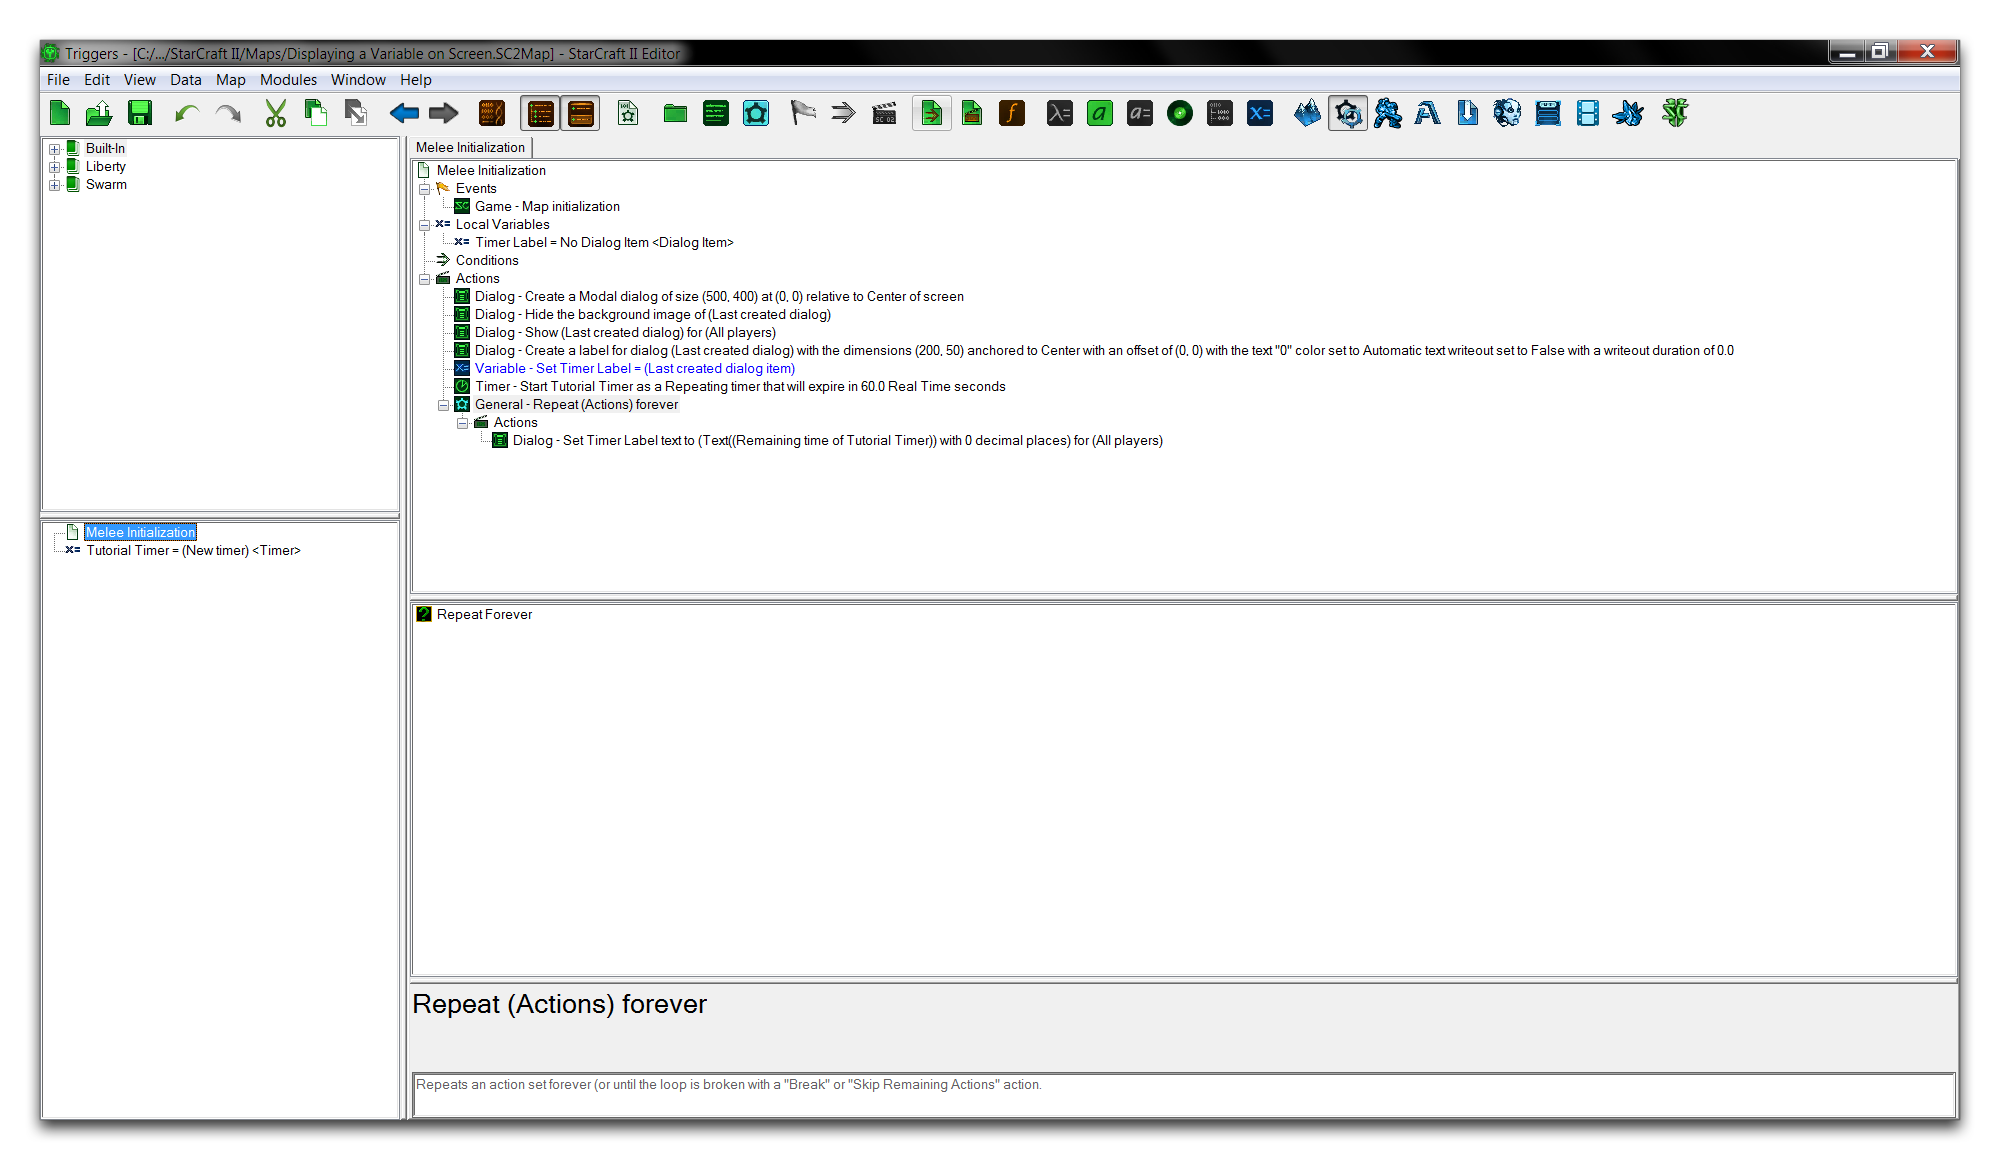 Triggers - [C:/.../StarCraft II/Maps/Displaying a Variable on Screen.SC2Map] - StarCraft II Editor
File Edit View Data Map Modules Window Help
Built-In
Liberty
Swarm
Melee Initialization
Tutorial Timer = (New timer) <Timer>
Melee Initialization
Melee Initialization
Events
Game - Map initialization
Local Variables
Timer Label = No Dialog Item <Dialog Item>
Conditions
Actions
Dialog - Create a Modal dialog of size (500, 400) at (0, 0) relative to Center of screen
Dialog - Hide the background image of (Last created dialog)
Dialog - Show (Last created dialog) for (All players)
Dialog - Create a label for dialog (Last created dialog) with the dimensions (200, 50) anchored to Center with an offset of (0, 0) with the text "0" color set to Automatic text writeout set to False with a writeout duration of 0.0
Variable - Set Timer Label = (Last created dialog item)
Timer - Start Tutorial Timer as a Repeating timer that will expire in 60.0 Real Time seconds
General - Repeat (Actions) forever
Actions
Dialog - Set Timer Label text to (Text((Remaining time of Tutorial Timer)) with 0 decimal places) for (All players)
Repeat Forever
Repeat (Actions) forever
Repeats an action set forever (or until the loop is broken with a "Break" or "Skip Remaining Actions" action.